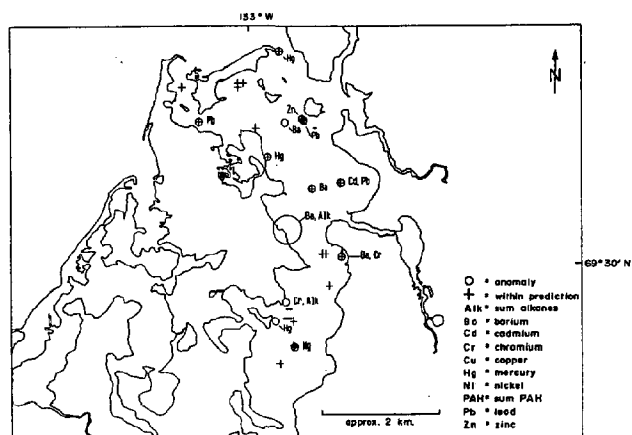 133° W
N
Hg
Zn
Pb
Ba
Pb
Hg
Ba
Cd, Pb
Ba, Alk
Ba, Cr
69° 30' N
Cr, Alk
Hg
Hg
O = anomaly
+ = within prediction
Alk = sum alkanes
Ba = barium
Cd = cadmium
Cr = chromium
Cu = copper
Hg = mercury
Ni = nickel
PAH = sum PAH
Pb = lead
Zn = zinc
approx. 2 km.